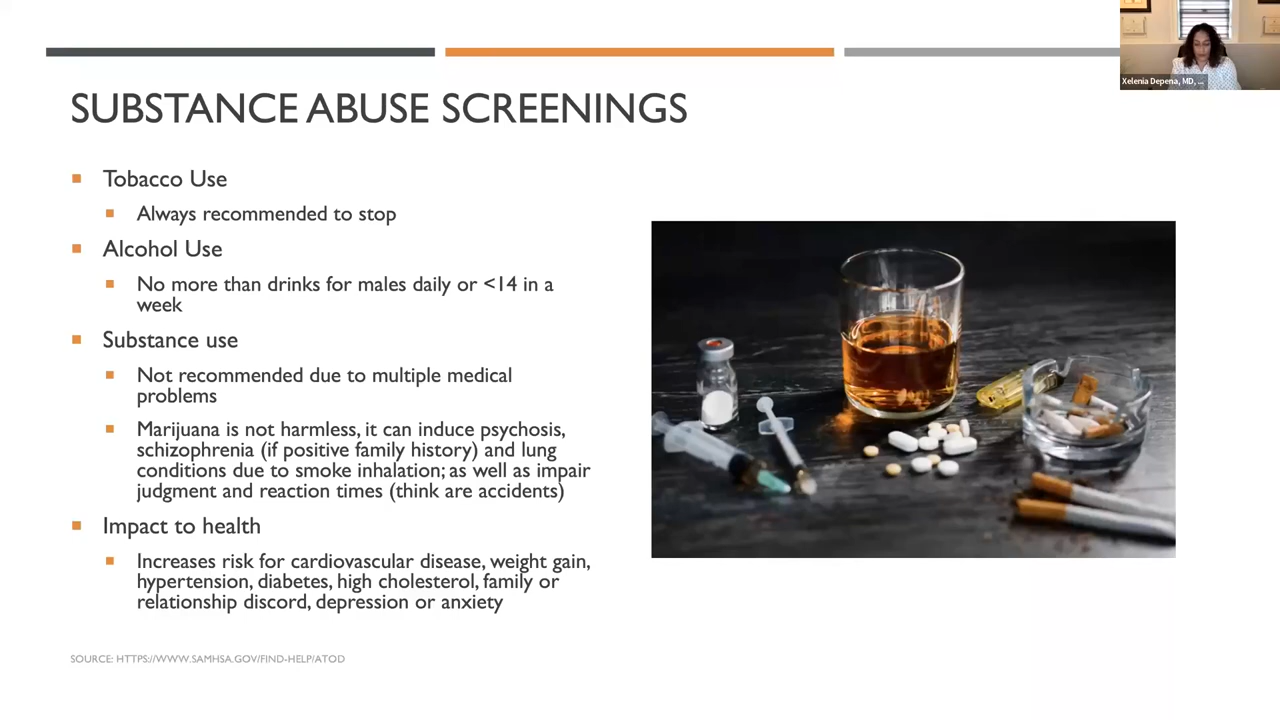 Xelenia Depena, MD, ...
SUBSTANCE ABUSE SCREENINGS
Tobacco Use
Always recommended to stop
Alcohol Use
No more than drinks for males daily or <14 in a
week
Substance use
Not recommended due to multiple medical
problems
Marijuana is not harmless, it can induce psychosis,
schizophrenia (if positive family history) and lung
conditions due to smoke inhalation; as well as impair
judgment and reaction times (think are accidents)
Impact to health
Increases risk for cardiovascular disease, weight gain,
hypertension, diabetes, high cholesterol, family or
relationship discord, depression or anxiety
SOURCE: HTTPS://WWW.SAMHSA.GOV/FIND-HELP/ATOD